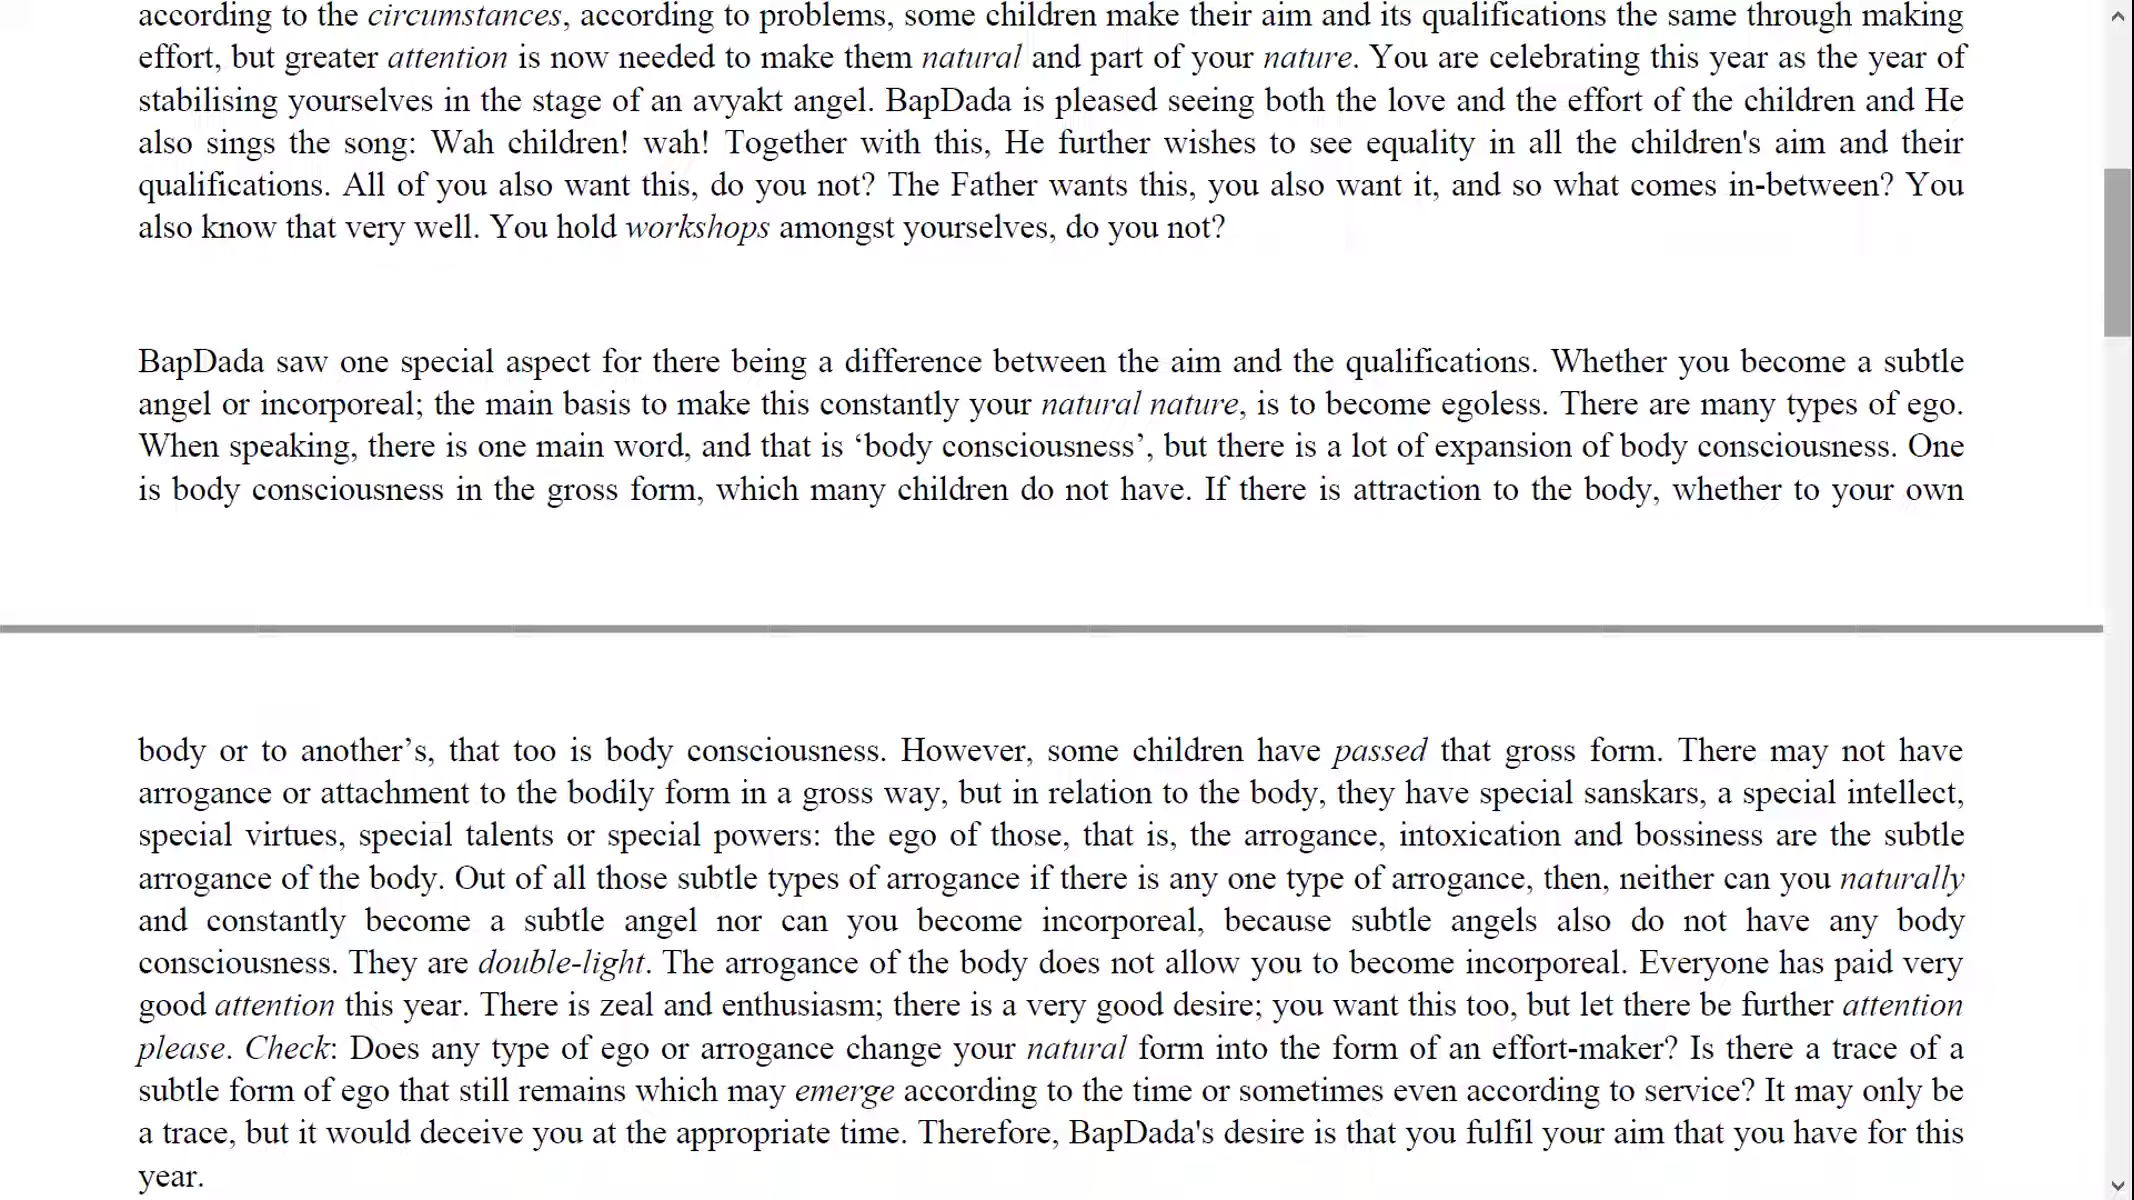 according to the circumstances, according to problems, some children make their aim and its qualifications the same through making
effort, but greater attention is now needed to make them natural and part of your nature. You are celebrating this year as the year of
stabilising yourselves in the stage of an avyakt angel. BapDada is pleased seeing both the love and the effort of the children and He
also sings the song: Wah children! wah! Together with this, He further wishes to see equality in all the children's aim and their
qualifications. All of you also want this, do you not? The Father wants this, you also want it, and so what comes in-between? You
also know that very well. You hold workshops amongst yourselves, do you not?
BapDada saw one special aspect for there being a difference between the aim and the qualifications. Whether you become a subtle
angel or incorporeal; the main basis to make this constantly your natural nature, is to become egoless. There are many types of ego.
When speaking, there is one main word, and that is ‘body consciousness’, but there is a lot of expansion of body consciousness. One
is body consciousness in the gross form, which many children do not have. If there is attraction to the body, whether to your own
body or to another’s, that too is body consciousness. However, some children have passed that gross form. There may not have
arrogance or attachment to the bodily form in a gross way, but in relation to the body, they have special sanskars, a special intellect,
special virtues, special talents or special powers: the ego of those, that is, the arrogance, intoxication and bossiness are the subtle
arrogance of the body. Out of all those subtle types of arrogance if there is any one type of arrogance, then, neither can you naturally
and constantly become a subtle angel nor can you become incorporeal, because subtle angels also do not have any body
consciousness. They are double-light. The arrogance of the body does not allow you to become incorporeal. Everyone has paid very
good attention this year. There is zeal and enthusiasm; there is a very good desire; you want this too, but let there be further attention
please. Check: Does any type of ego or arrogance change your natural form into the form of an effort-maker? Is there a trace of a
subtle form of ego that still remains which may emerge according to the time or sometimes even according to service? It may only be
a trace, but it would deceive you at the appropriate time. Therefore, BapDada's desire is that you fulfil your aim that you have for this
year.